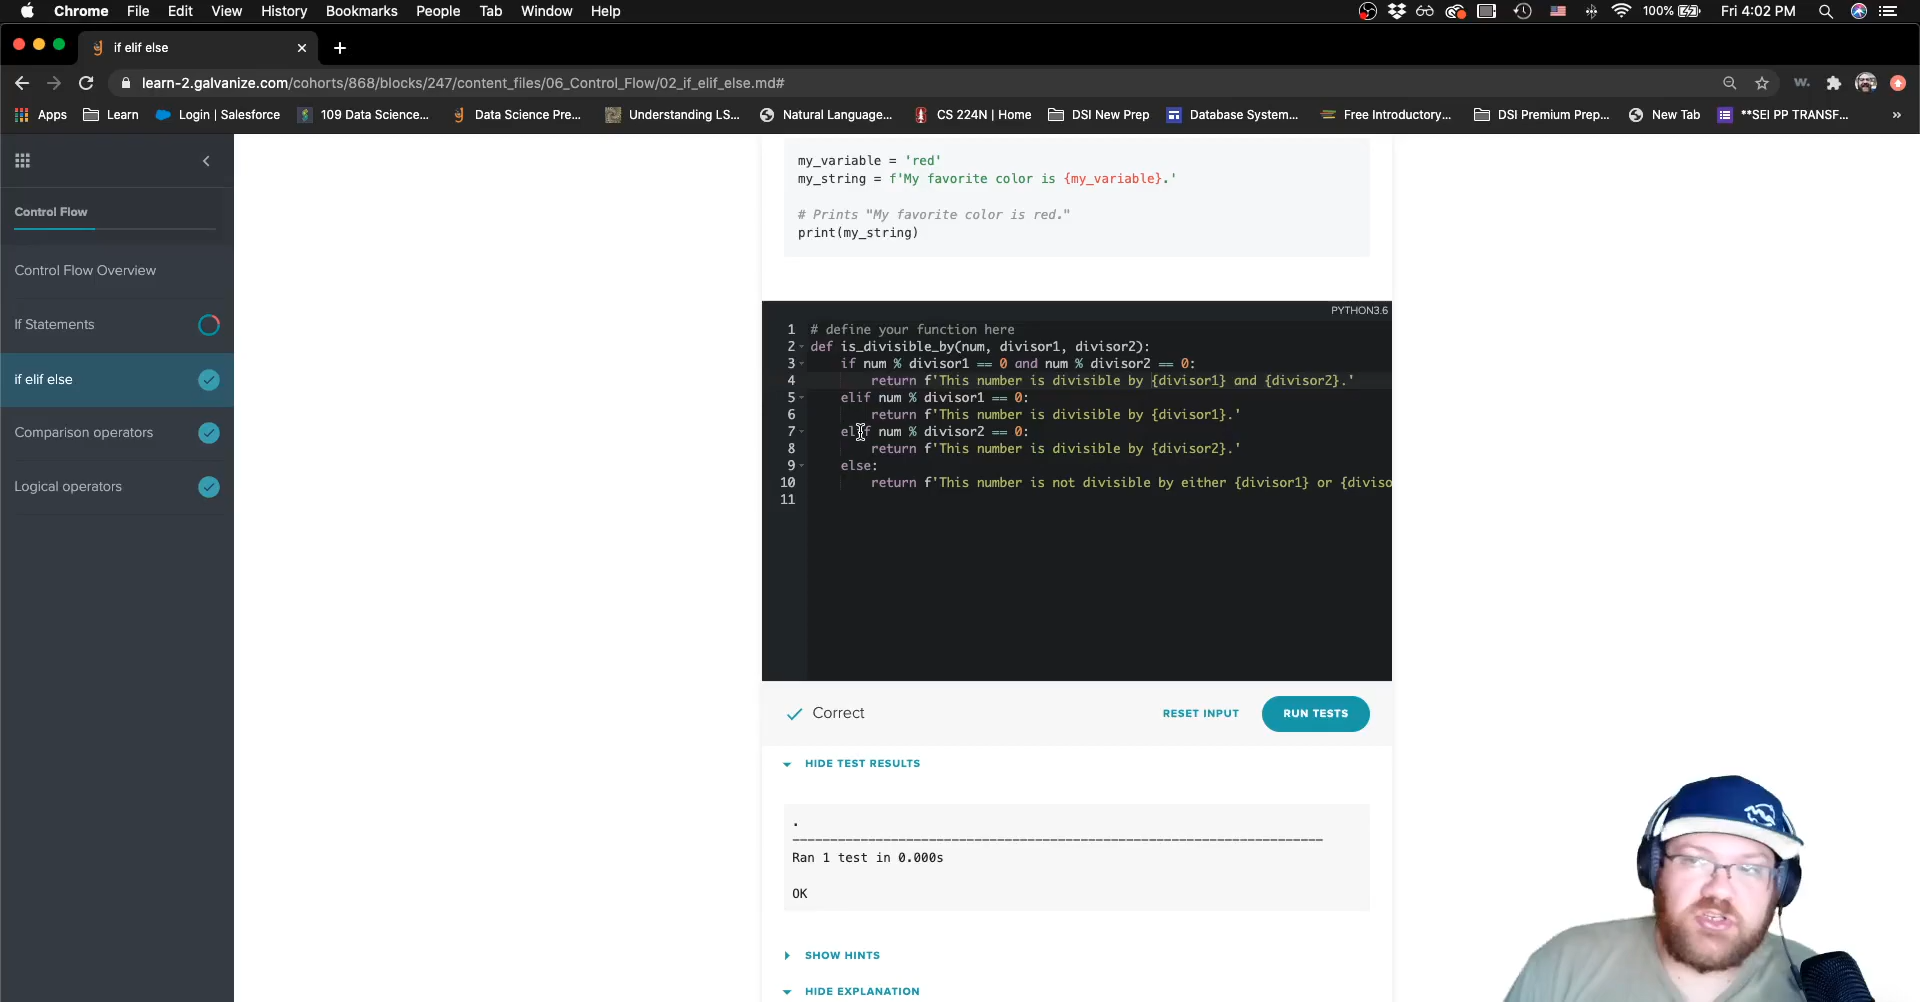 Chrome File Edit View History Bookmarks People Tab Window Help 100% Fri 4:02 PM
if elif else
learn-2.galvanize.com/cohorts/868/blocks/247/content_files/06_Control_Flow/02_if_elif_else.md#
Apps Learn Login | Salesforce 109 Data Science... Data Science Pre... Understanding LS... Natural Language... CS 224N | Home DSI New Prep Database System... Free Introductory... DSI Premium Prep... New Tab **SEI PP TRANSF... »
Control Flow
Control Flow Overview
If Statements
if elif else
Comparison operators
Logical operators
my_variable = 'red'
my_string = f'My favorite color is {my_variable}.'
# Prints "My favorite color is red."
print(my_string)
PYTHON3.6
1 # define your function here
2 def is_divisible_by(num, divisor1, divisor2):
3 if num % divisor1 == 0 and num % divisor2 == 0:
4 return f'This number is divisible by {divisor1} and {divisor2}.'
5 elif num % divisor1 == 0:
6 return f'This number is divisible by {divisor1}.'
7 elif num % divisor2 == 0:
8 return f'This number is divisible by {divisor2}.'
9 else:
10 return f'This number is not divisible by either {divisor1} or {diviso
11
Correct
RESET INPUT
RUN TESTS
HIDE TEST RESULTS
.
----------------------------------------------------------------------
Ran 1 test in 0.000s
OK
SHOW HINTS
HIDE EXPLANATION